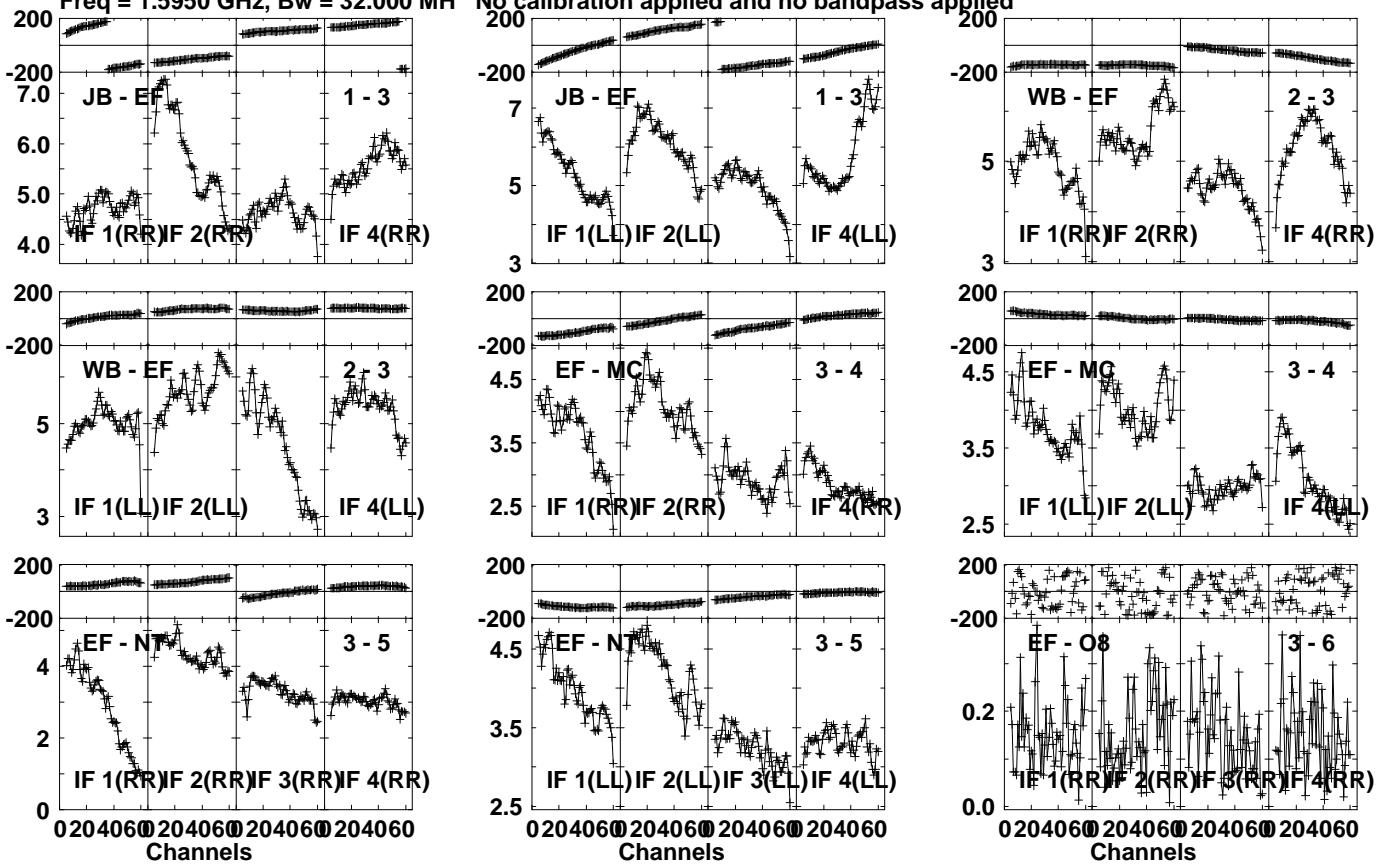 Freq = 1.5950 GHz, Bw = 32.000 MH No calibration applied and no bandpass applied
200
-200
7.0
6.0
5.0
4.0
JB - EF
1 - 3
IF 1(RR)
IF 2(RR)
IF 4(RR)
7
5
3
JB - EF
1 - 3
IF 1(LL)
IF 2(LL)
IF 4(LL)
200
-200
5
3
WB - EF
2 - 3
IF 1(RR)
IF 2(RR)
IF 4(RR)
200
-200
5
3
WB - EF
2 - 3
IF 1(LL)
IF 2(LL)
IF 4(LL)
200
-200
4.5
3.5
2.5
EF - MC
3 - 4
IF 1(RR)
IF 2(RR)
IF 4(RR)
200
-200
4.5
3.5
2.5
EF - MC
3 - 4
IF 1(LL)
IF 2(LL)
IF 4(LL)
200
-200
4
2
0
EF - NT
3 - 5
IF 1(RR)
IF 2(RR)
IF 3(RR)
IF 4(RR)
0 20 40 60 0 20 40 60 0 20 40 60 0 20 40 60
Channels
200
-200
4.5
3.5
2.5
EF - NT
3 - 5
IF 1(LL)
IF 2(LL)
IF 3(LL)
IF 4(LL)
0 20 40 60 0 20 40 60 0 20 40 60 0 20 40 60
Channels
200
-200
0.2
0.0
EF - O8
3 - 6
IF 1(RR)
IF 2(RR)
IF 3(RR)
IF 4(RR)
0 20 40 60 0 20 40 60 0 20 40 60 0 20 40 60
Channels